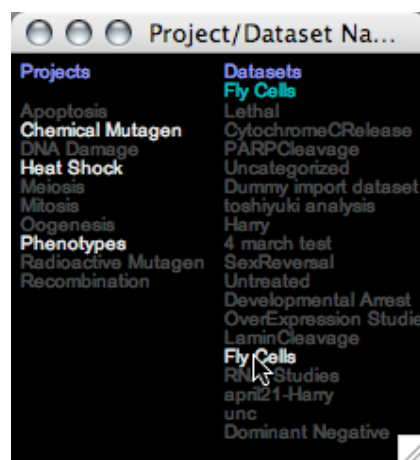 Project/Dataset Na...
Projects
Apoptosis
Chemical Mutagen
DNA Damage
Heat Shock
Meiosis
Mitosis
Oogenesis
Phenotypes
Radioactive Mutagen
Recombination
Datasets
Fly Cells
Lethal
CytochromeCRelease
PARPCleavage
Uncategorized
Dummy import dataset
toshiyuki analysis
Harry
4 march test
SexReversal
Untreated
Developmental Arrest
OverExpression Studie
LaminCleavage
Fly Cells
Studies
april21-Harry
unc
Dominant Negative